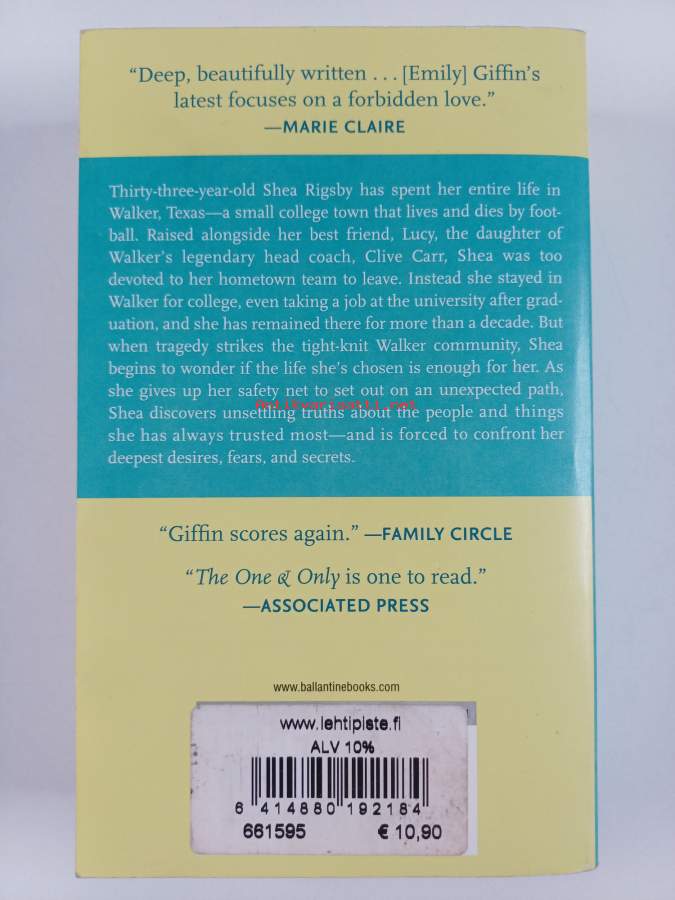 “Deep, beautifully written . . . [Emily] Giffin’s
latest focuses on a forbidden love.”
—MARIE CLAIRE
Thirty-three-year-old Shea Rigsby has spent her entire life in
Walker, Texas—a small college town that lives and dies by foot-
ball. Raised alongside her best friend, Lucy, the daughter of
Walker’s legendary head coach, Clive Carr, Shea was too
devoted to her hometown team to leave. Instead she stayed in
Walker for college, even taking a job at the university after grad-
uation, and she has remained there for more than a decade. But
when tragedy strikes the tight-knit Walker community, Shea
begins to wonder if the life she’s chosen is enough for her. As
she gives up her safety net to set out on an unexpected path,
Antikvariaatti.net
Shea discovers unsettling truths about the people and things
she has always trusted most—and is forced to confront her
deepest desires, fears, and secrets.
“Giffin scores again.” —FAMILY CIRCLE
“The One & Only is one to read.”
—ASSOCIATED PRESS
www.ballantinebooks.com
www.lehtipiste.fi
ALV 10%
6 414880 192184
661595 € 10,90